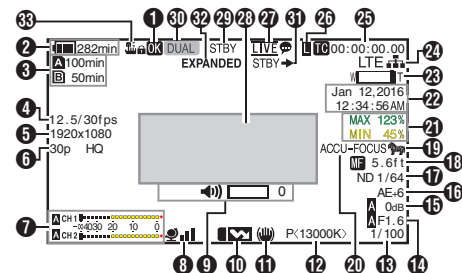 33 1 30 32 29 27 31 26 25
2 282min OK DUAL STBY LIVE L TC 00:00:00.00
EXPANDED STBY LTE 24
3 A 100min 28 T 23
B 50min Jan 12,2016 22
12:34:56AM
4 12.5/30fps MAX 123% 21
5 1920x1080 MIN 45%
6 30p HQ ACCU-FOCUS 19
MF 5.6ft 18
ND 1/64 17
0 AE+6 16
7 A CH1 A 0dB 15
-∞4030 20 10 0 A F1.6 14
A CH2 P<13000K> 1/100
8 9 10 11 12 20 13